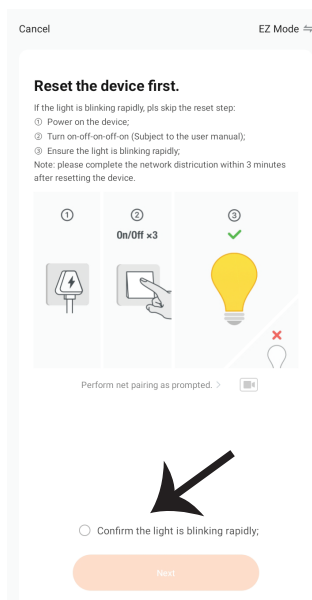 Cancel
EZ Mode
Reset the device first.
If the light is blinking rapidly, pls skip the reset step:
① Power on the device;
② Turn on-off-on-off-on (Subject to the user manual);
③ Ensure the light is blinking rapidly;
Note: please complete the network districution within 3 minutes
after resetting the device.
① ② ③
On/Off ×3
Perform net pairing as prompted. >
Confirm the light is blinking rapidly;
Next